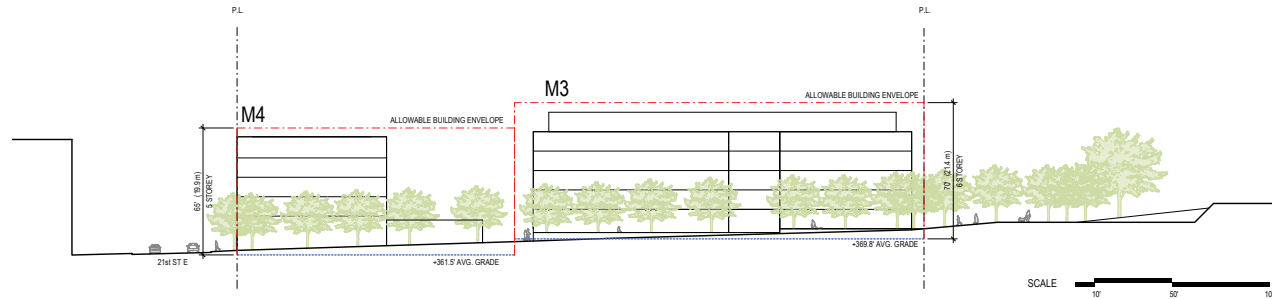 P.L.
P.L.
M3
ALLOWABLE BUILDING ENVELOPE
M4
ALLOWABLE BUILDING ENVELOPE
65' (19.9 m)
5 STOREY
70' (21.4 m)
6 STOREY
+369.8' AVG. GRADE
21st ST E
+361.5' AVG. GRADE
SCALE
10' 50' 10